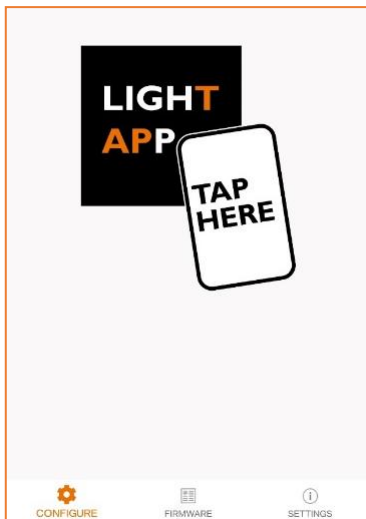 LIGHT
APP
TAP
HERE
CONFIGURE
FIRMWARE
SETTINGS